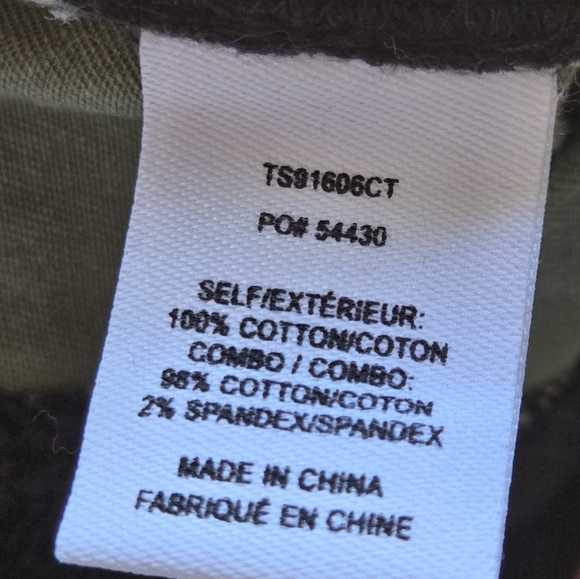 TS91606CT
PO# 54430
SELF/EXTÉRIEUR:
100% COTTON/COTON
COMBO / COMBO:
98% COTTON/COTON
2% SPANDEX/SPANDEX
MADE IN CHINA
FABRIQUÉ EN CHINE